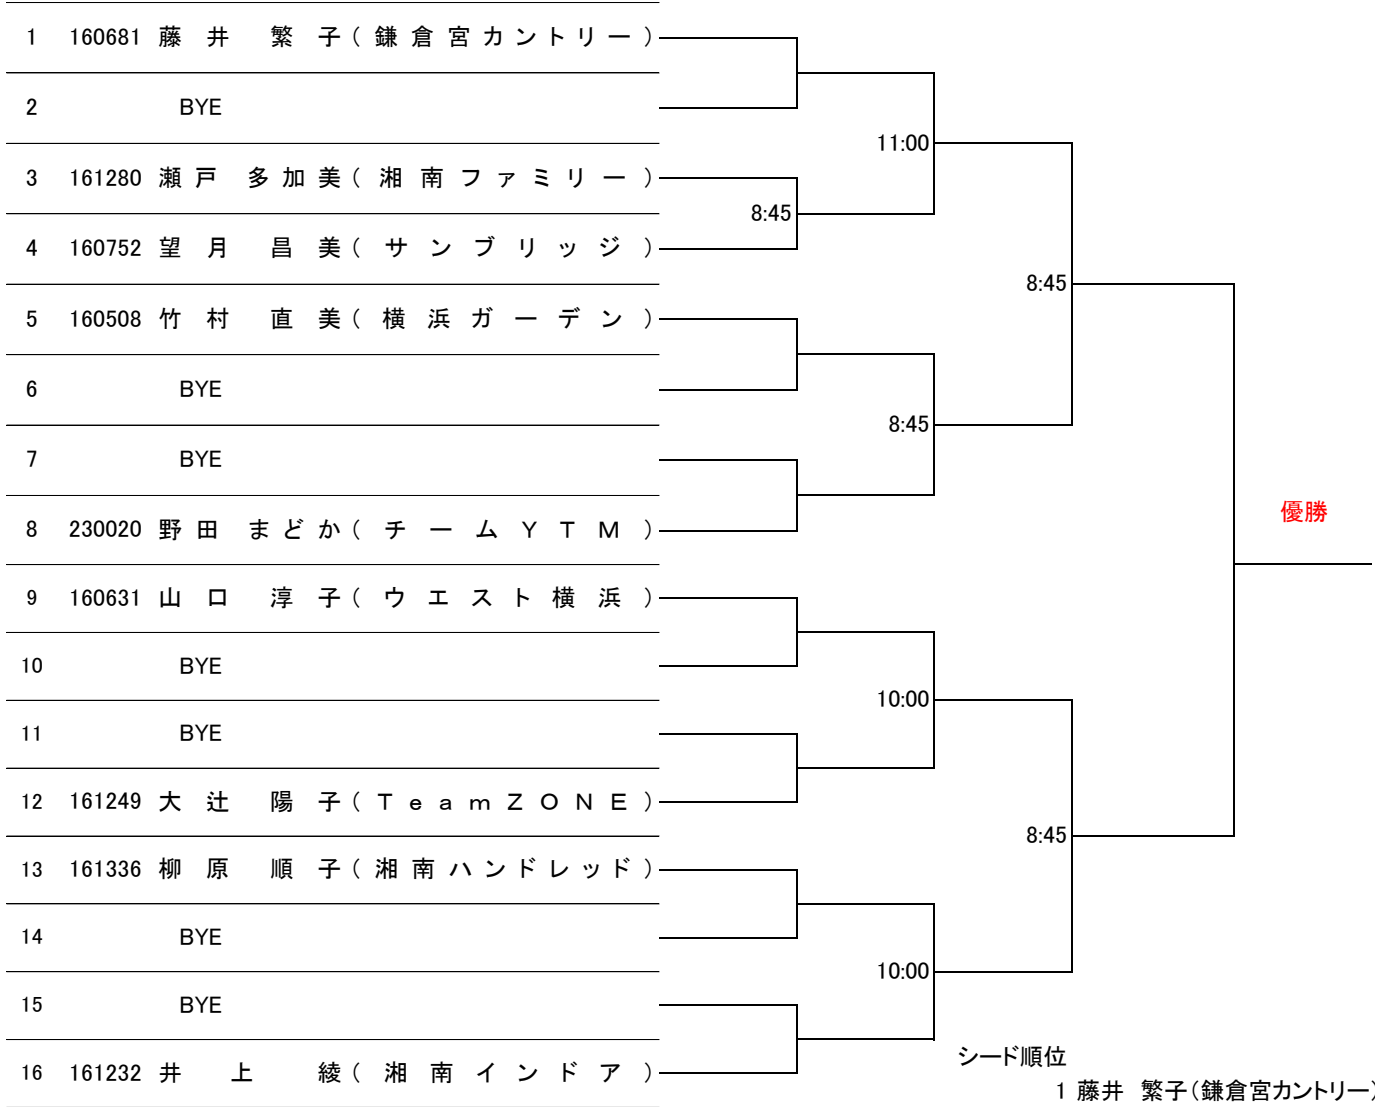 1 160681 藤井 繁子(鎌倉宮カントリー)
2 BYE
11:00
3 161280 瀬戸 多加美(湘南ファミリー)
8:45
4 160752 望月 昌美(サンブリッジ)
8:45
5 160508 竹村 直美(横浜ガーデン)
6 BYE
8:45
7 BYE
優勝
8 230020 野田 まどか(チームＹＴＭ)
9 160631 山口 淳子(ウエスト横浜)
10 BYE
10:00
11 BYE
12 161249 大辻 陽子(ＴｅａｍＺＯＮＥ)
8:45
13 161336 柳原 順子(湘南ハンドレッド)
14 BYE
10:00
15 BYE
シード順位
16 161232 井上 綾(湘南インドア)
1 藤井 繁子(鎌倉宮カントリー)